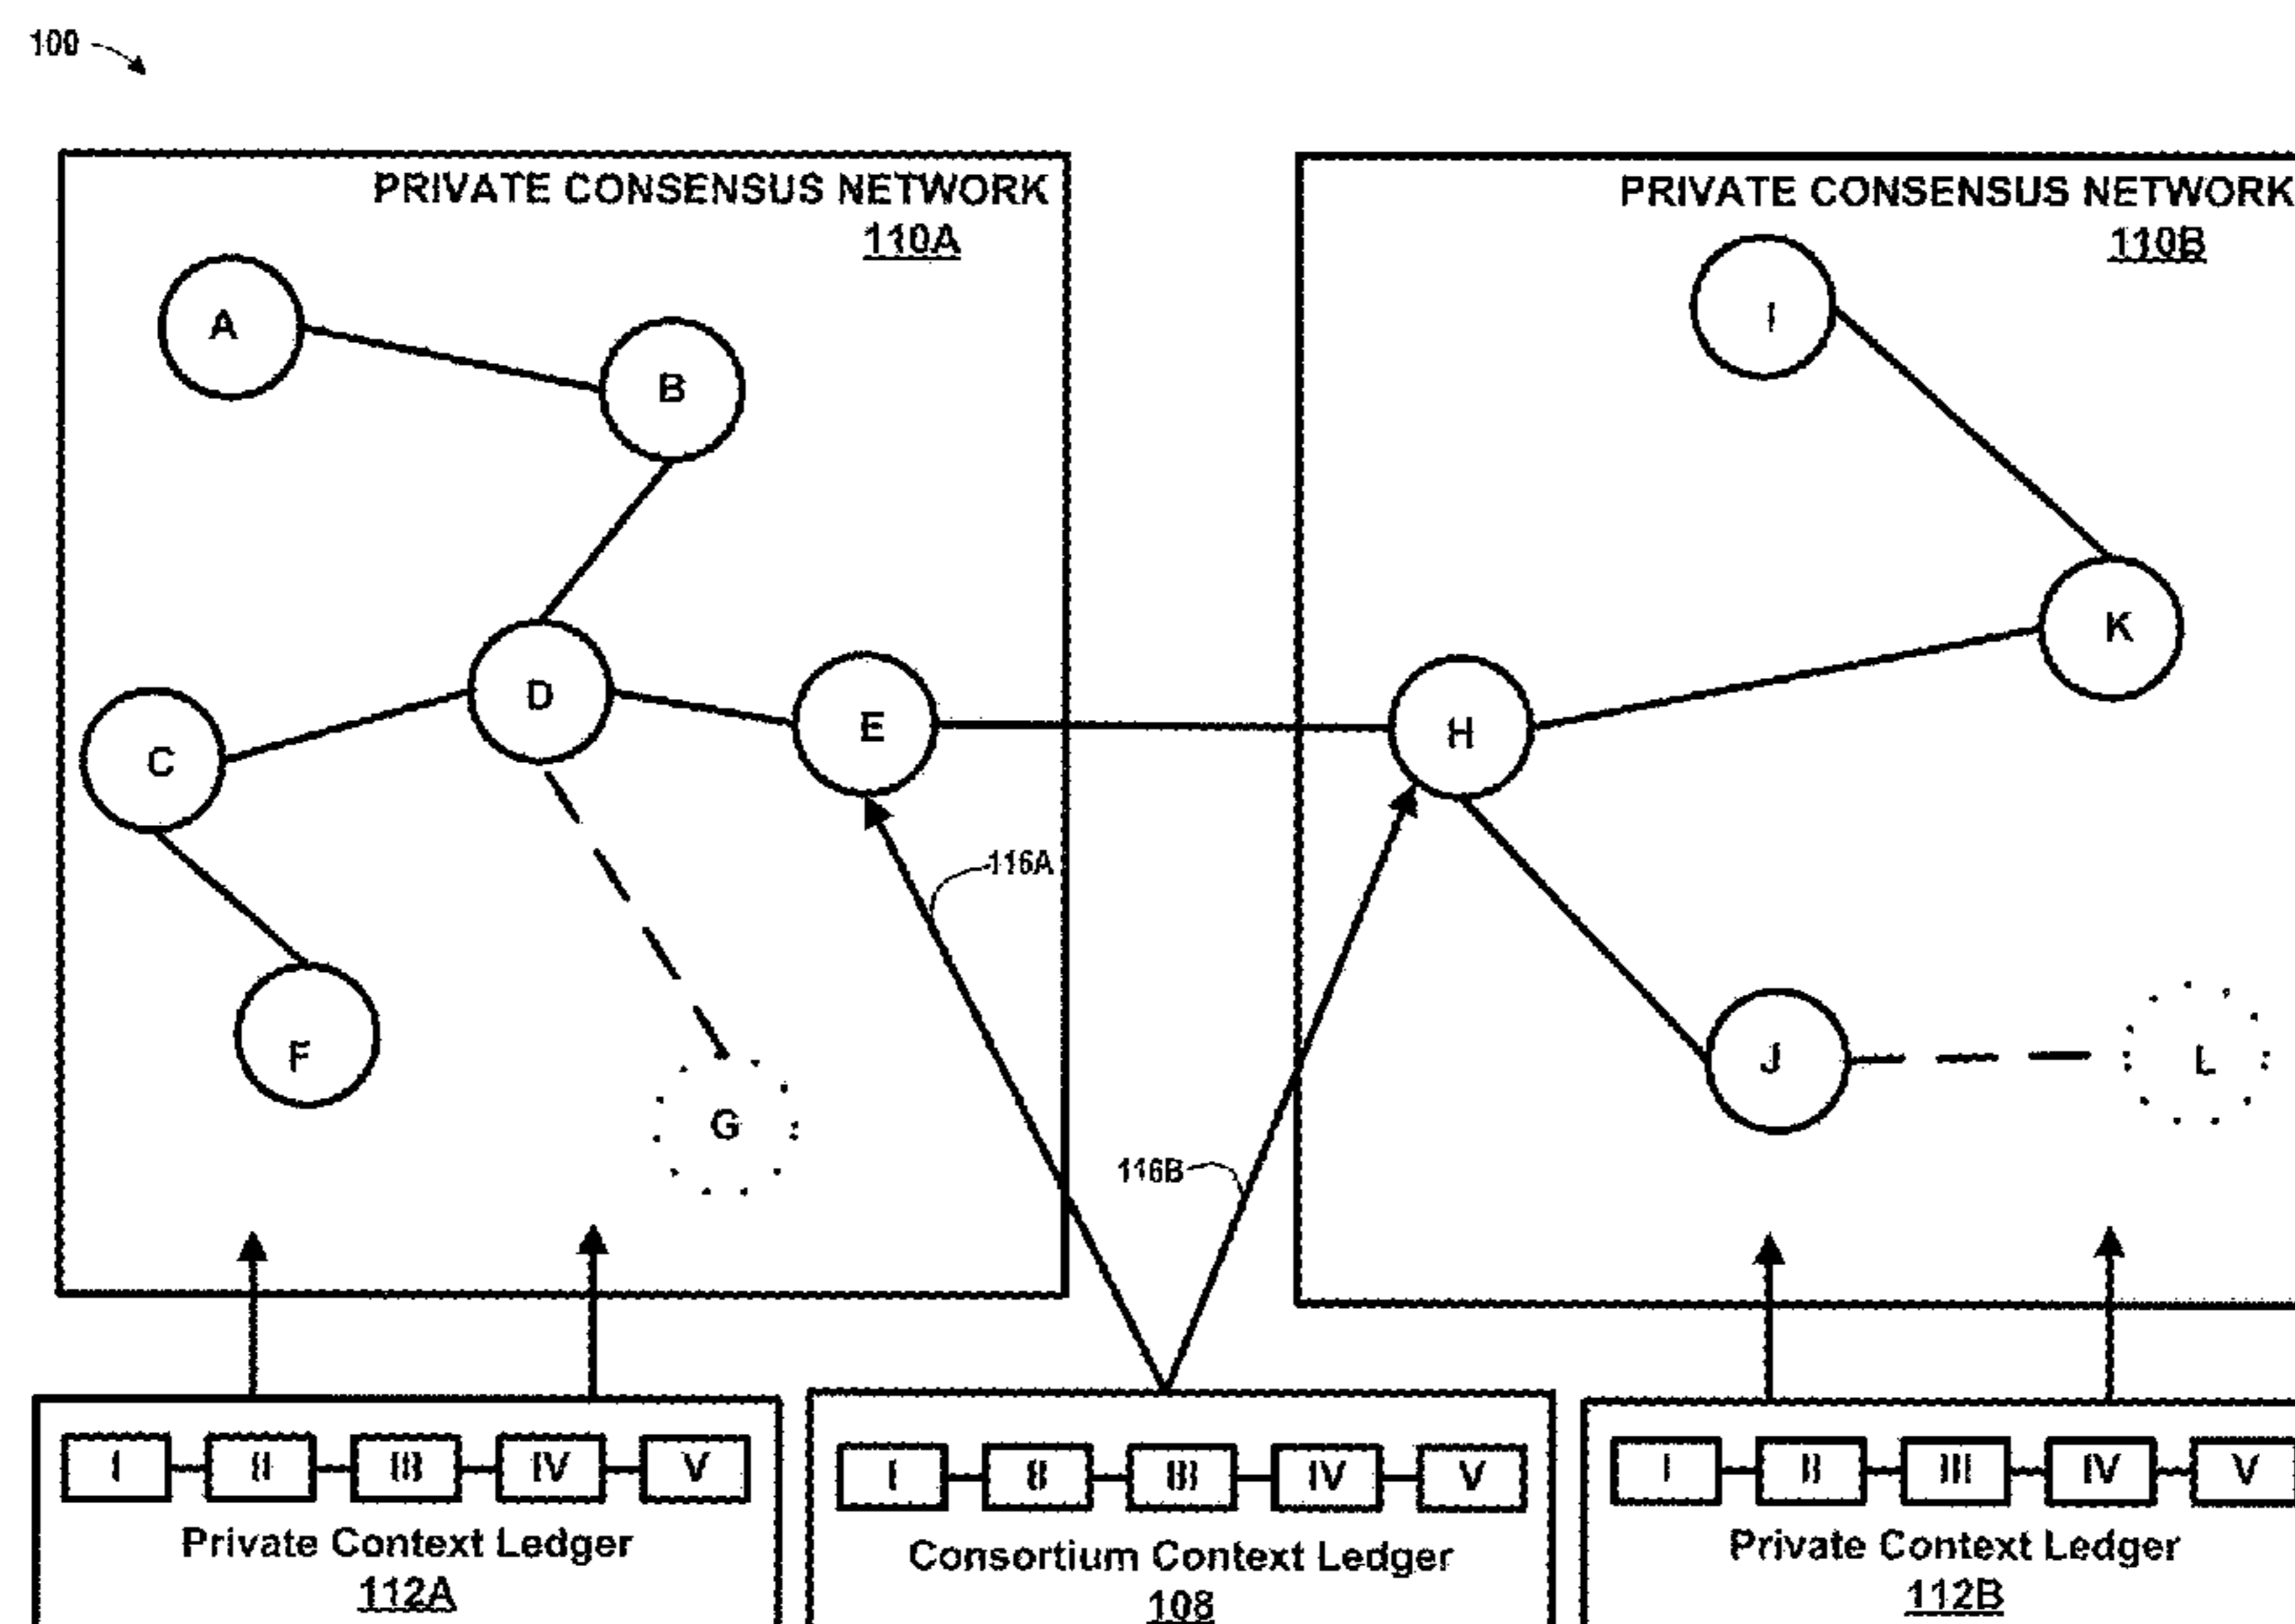 100
PRIVATE CONSENSUS NETWORK
110A
PRIVATE CONSENSUS NETWORK
110B
A
B
I
D
E
C
K
H
116A
F
G
J
L
116B
I II III IV V
Private Context Ledger
112A
I II III IV V
Consortium Context Ledger
108
I II III IV V
Private Context Ledger
112B